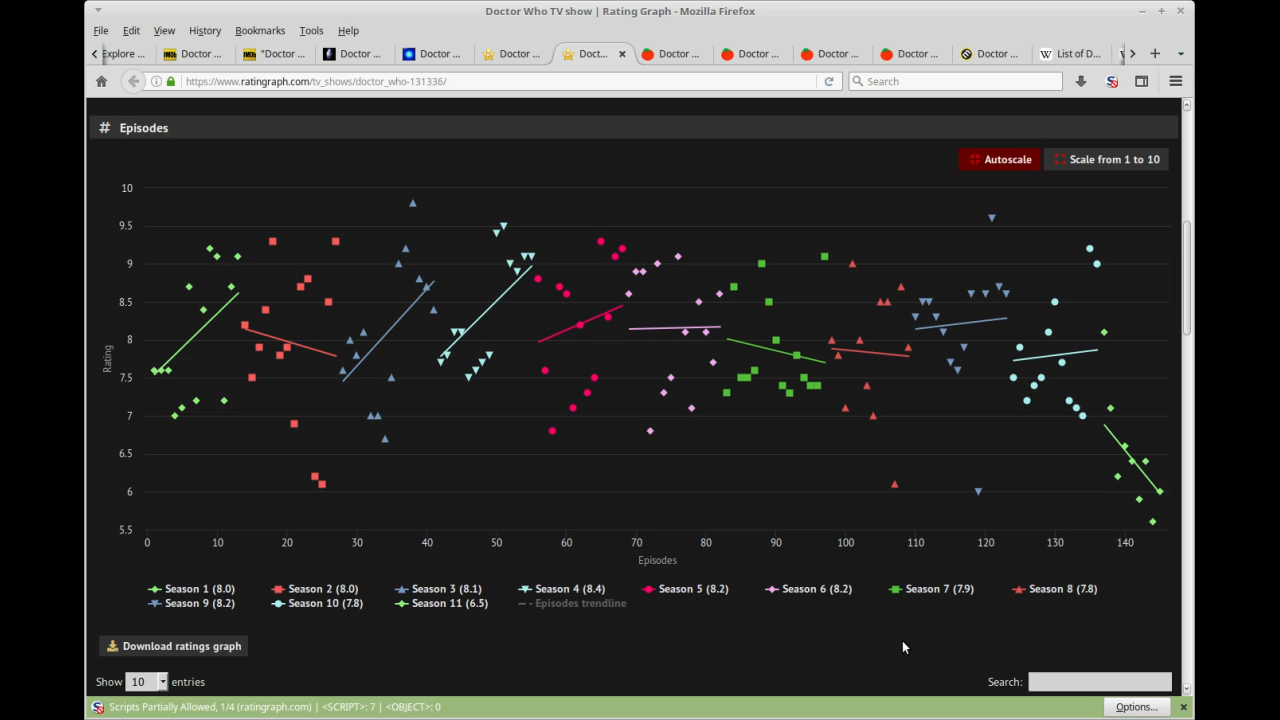 Doctor Who TV show | Rating Graph - Mozilla Firefox
File Edit View History Bookmarks Tools Help
Explore ... Doctor ... "Doctor ... Doctor ... Doctor ... Doctor ... Doct... Doctor ... Doctor ... Doctor ... Doctor ... Doctor ... List of D...
https://www.ratingraph.com/tv_shows/doctor_who-131336/ Search
# Episodes
Autoscale Scale from 1 to 10
10
9.5
9
8.5
8
7.5
7
6.5
6
5.5
Rating
0 10 20 30 40 50 60 70 80 90 100 110 120 130 140
Episodes
Season 1 (8.0) Season 2 (8.0) Season 3 (8.1) Season 4 (8.4) Season 5 (8.2) Season 6 (8.2) Season 7 (7.9) Season 8 (7.8)
Season 9 (8.2) Season 10 (7.8) Season 11 (6.5) Episodes trendline
Download ratings graph
Show 10 entries Search:
Scripts Partially Allowed, 1/4 (ratingraph.com) | <SCRIPT>: 7 | <OBJECT>: 0 Options...